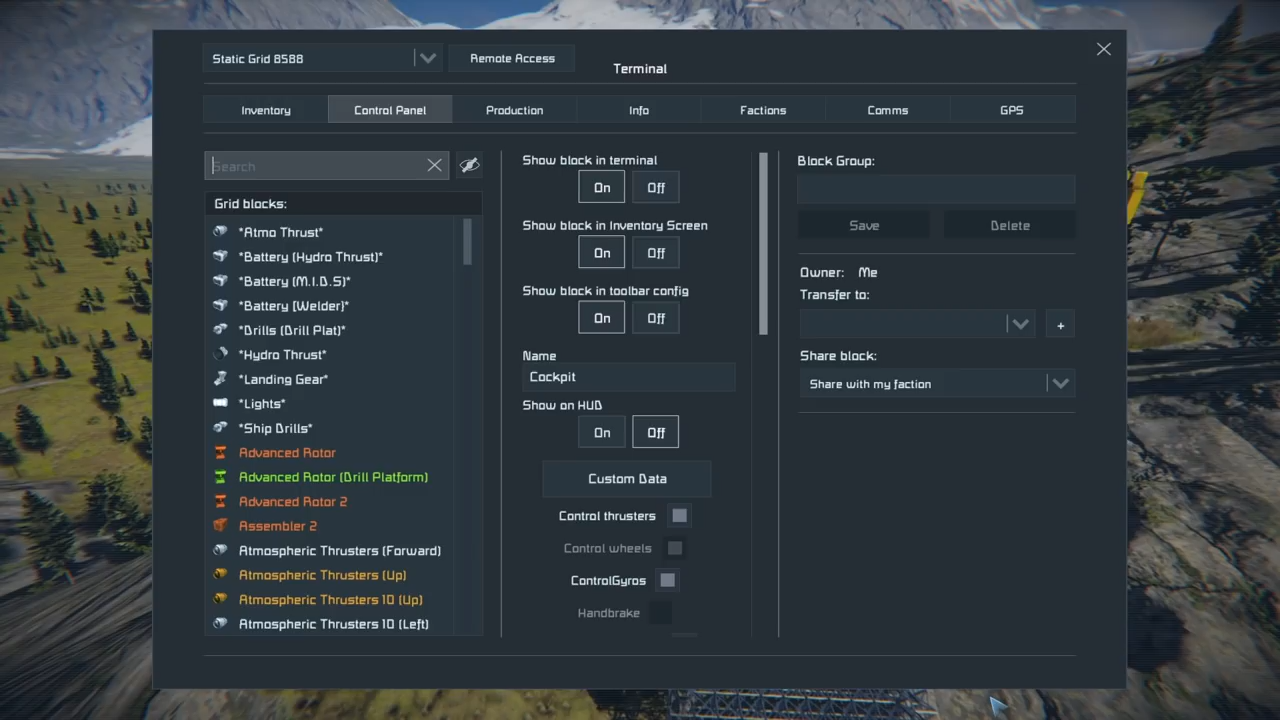 Static Grid 8588
Remote Access
Terminal
Inventory
Control Panel
Production
Info
Factions
Comms
GPS
Search
Grid blocks:
*Atmo Thrust*
*Battery (Hydro Thrust)*
*Battery (M.I.D.S)*
*Battery (Welder)*
*Drills (Drill Plat)*
*Hydro Thrust*
*Landing Gear*
*Lights*
*Ship Drills*
Advanced Rotor
Advanced Rotor (Drill Platform)
Advanced Rotor 2
Assembler 2
Atmospheric Thrusters (Forward)
Atmospheric Thrusters (Up)
Atmospheric Thrusters 10 (Up)
Atmospheric Thrusters 10 (Left)
Show block in terminal
On Off
Show block in Inventory Screen
On Off
Show block in toolbar config
On Off
Name
Cockpit
Show on HUD
On Off
Custom Data
Control thrusters
Control wheels
ControlGyros
Handbrake
Block Group:
Save
Delete
Owner: Me
Transfer to:
+
Share block:
Share with my faction